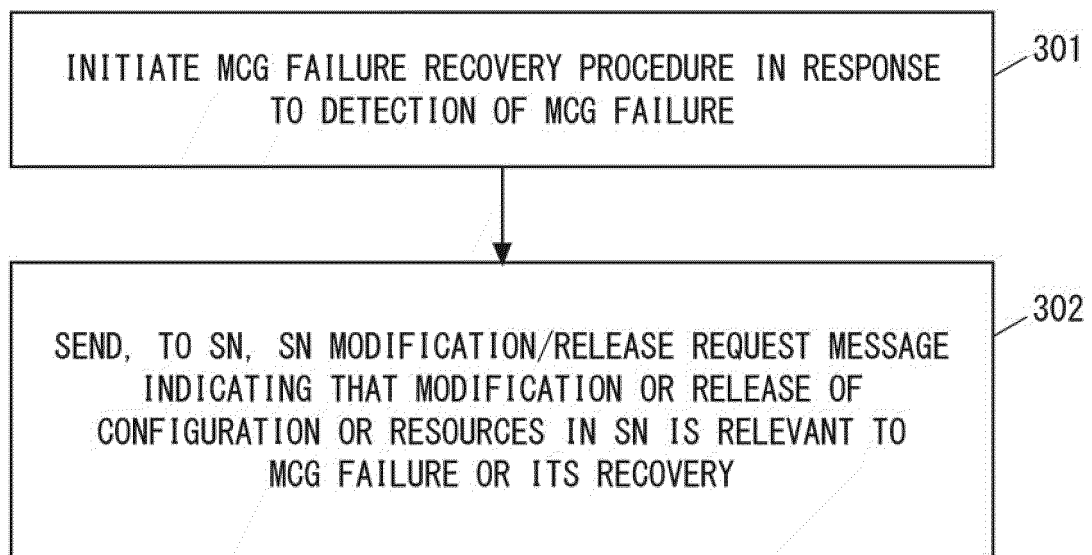 INITIATE MCG FAILURE RECOVERY PROCEDURE IN RESPONSE
TO DETECTION OF MCG FAILURE
301
SEND, TO SN, SN MODIFICATION/RELEASE REQUEST MESSAGE
INDICATING THAT MODIFICATION OR RELEASE OF
CONFIGURATION OR RESOURCES IN SN IS RELEVANT TO
MCG FAILURE OR ITS RECOVERY
302